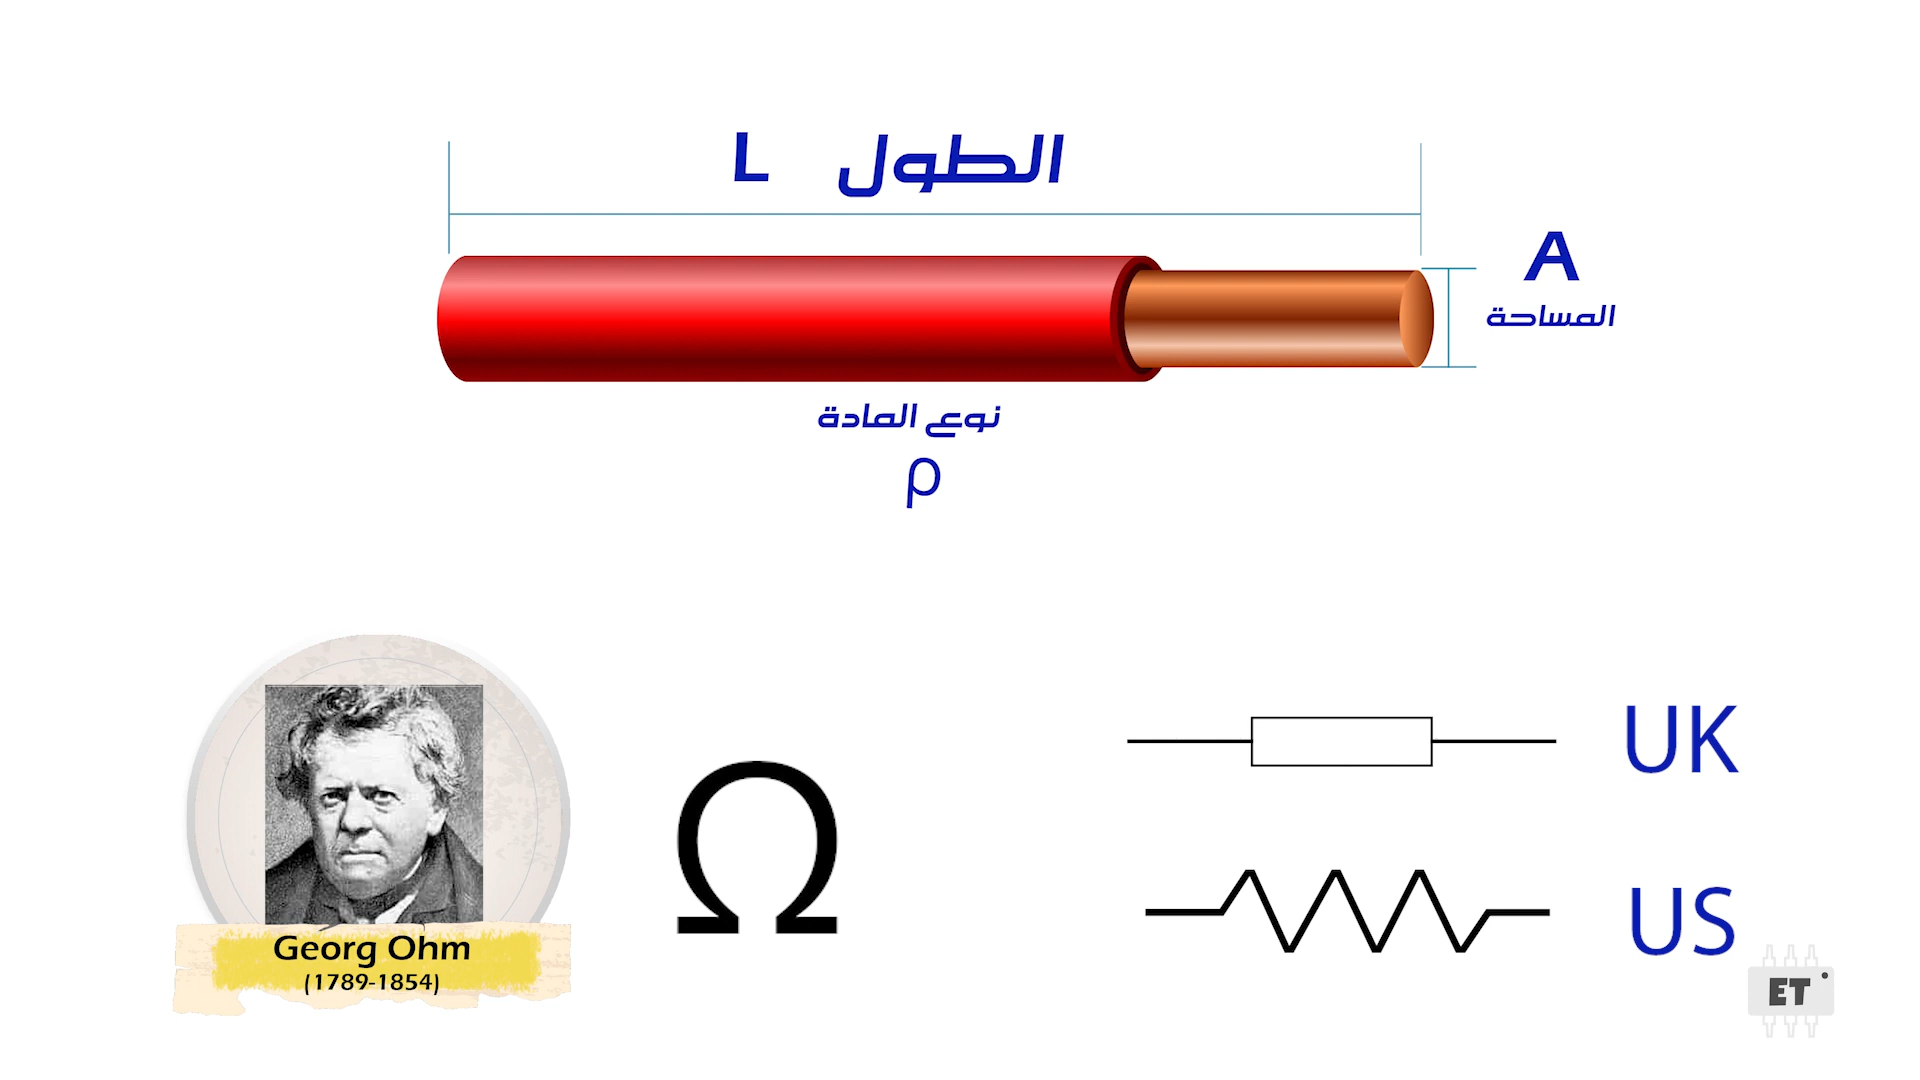 الطول L
A
المساحة
نوع المادة
ρ
Georg Ohm
(1789-1854)
Ω
UK
US
ET